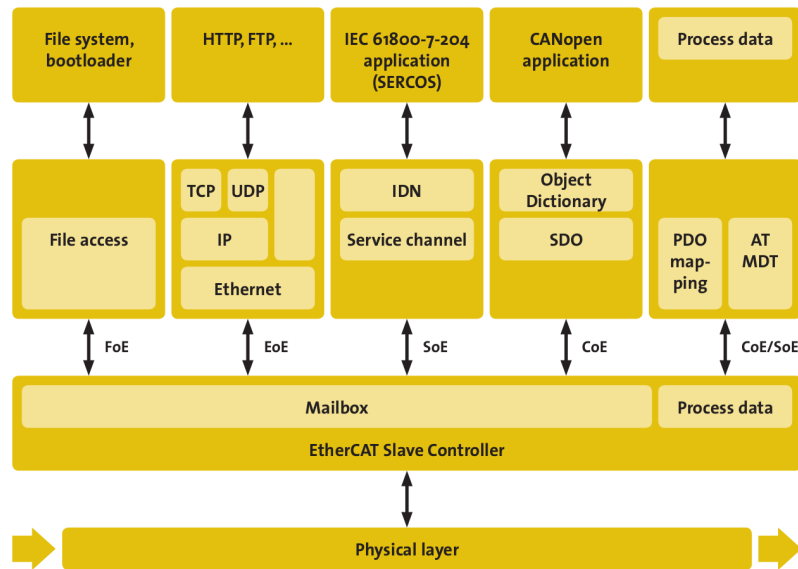 File system,
bootloader
HTTP, FTP, ...
IEC 61800-7-204
application
(SERCOS)
CANopen
application
Process data
TCP
UDP
IP
Ethernet
File access
IDN
Service channel
Object
Dictionary
SDO
PDO
map-
ping
AT
MDT
FoE
EoE
SoE
CoE
CoE/SoE
Mailbox
Process data
EtherCAT Slave Controller
Physical layer